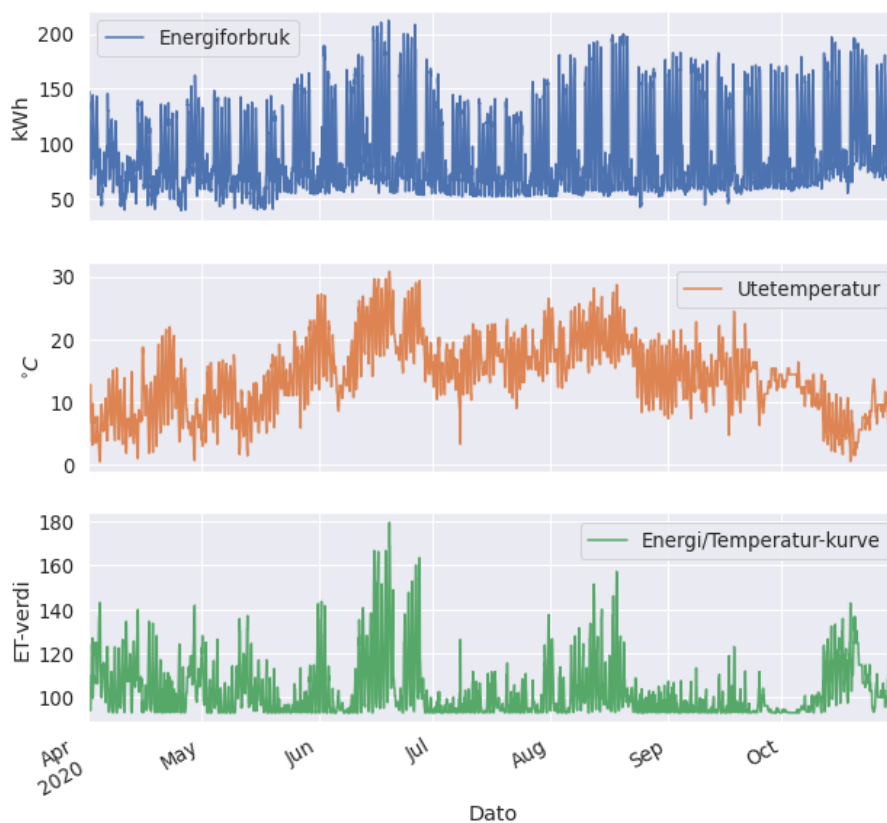 Energiforbruk
200
150
100
50
kWh
Utetemperatur
30
20
10
0
°C
Energi/Temperatur-kurve
180
160
140
120
100
ET-verdi
Apr
2020
May
Jun
Jul
Aug
Sep
Oct
Dato